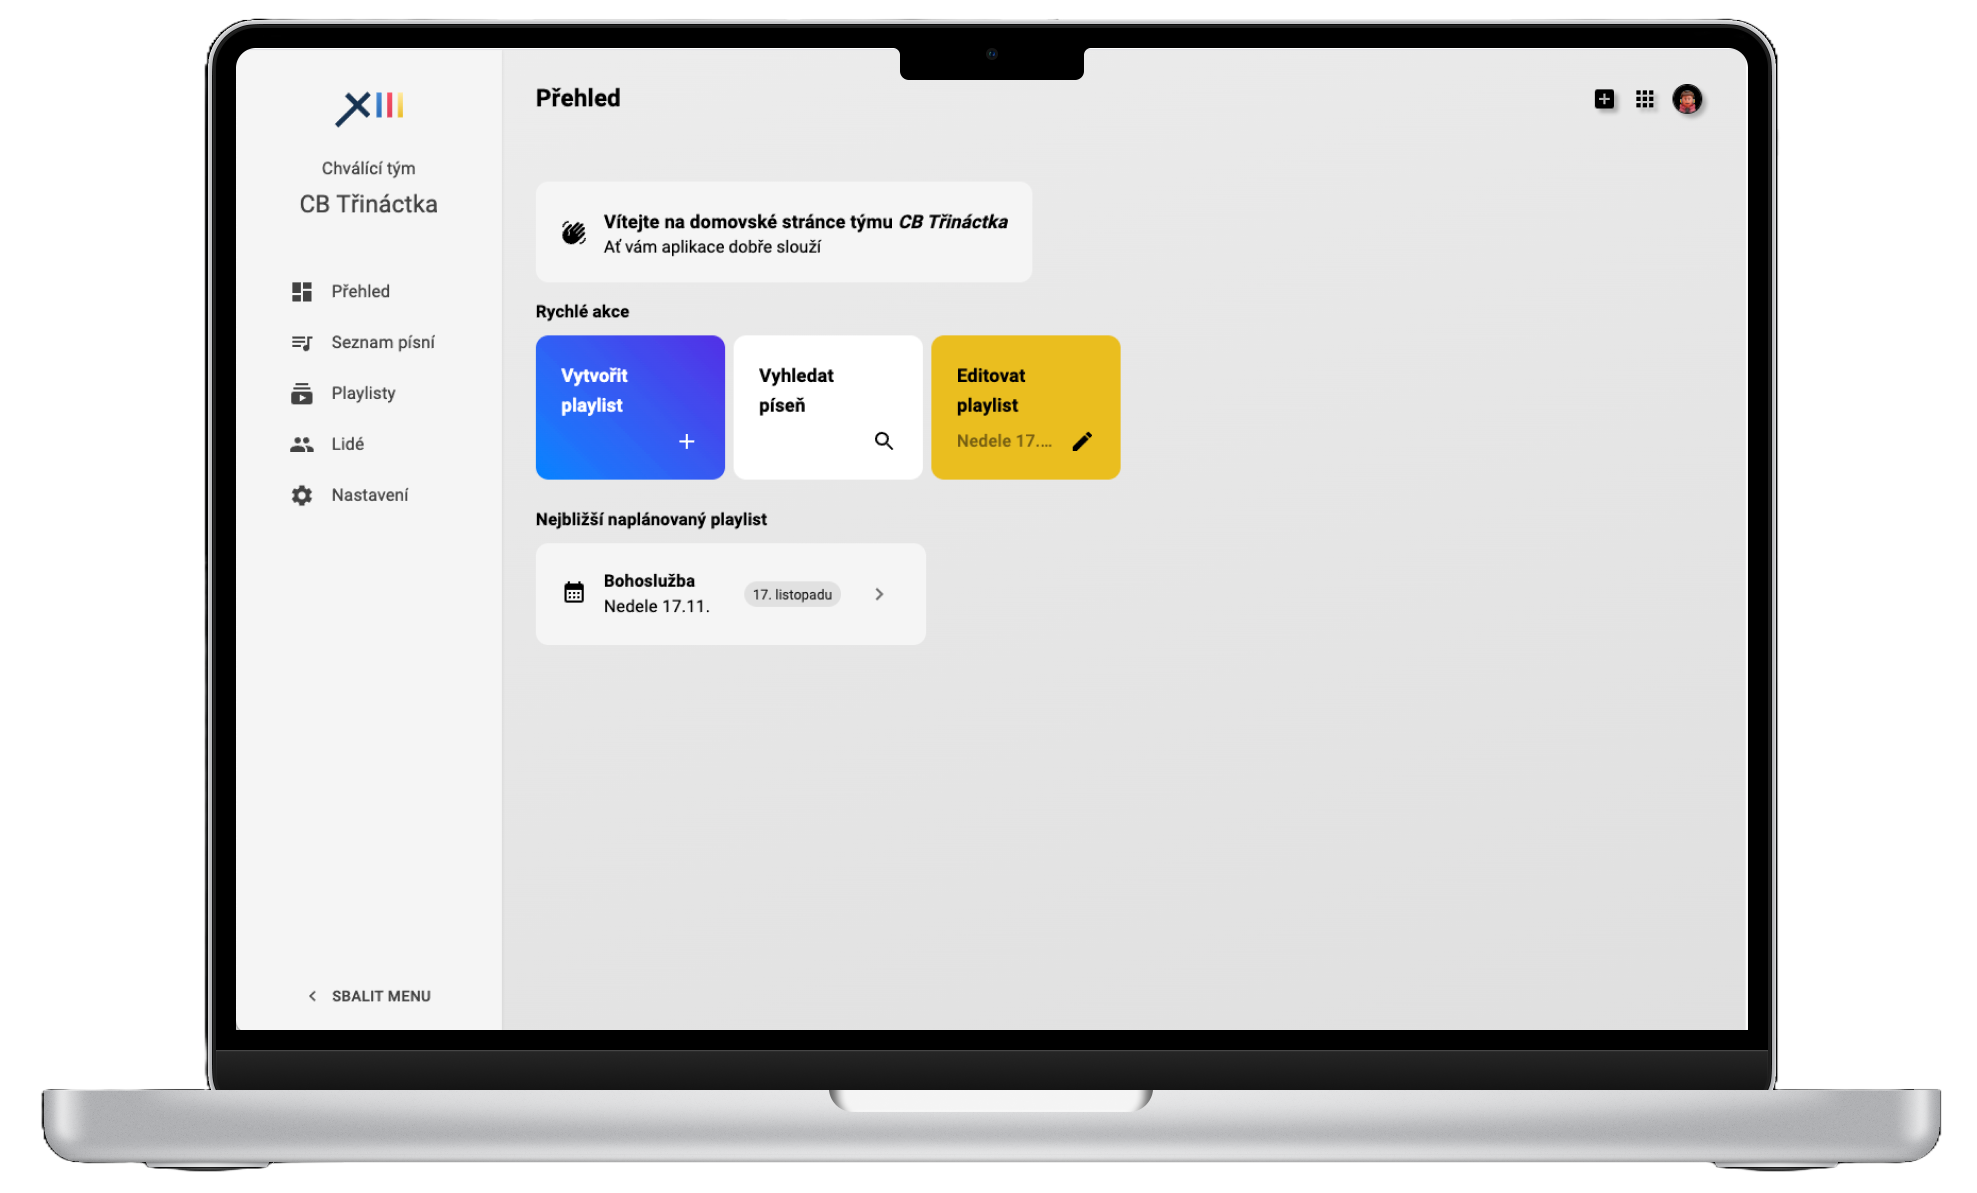 XIII
Chválící tým
CB Třináctka
Přehled
Seznam písní
Playlisty
Lidé
Nastavení
SBALIT MENU
Přehled
Vítejte na domovské stránce týmu CB Třináctka
Ať vám aplikace dobře slouží
Rychlé akce
Vytvořit
playlist
Vyhledat
píseň
Editovat
playlist
Nedele 17....
Nejbližší naplánovaný playlist
Bohoslužba
Nedele 17.11.
17. listopadu